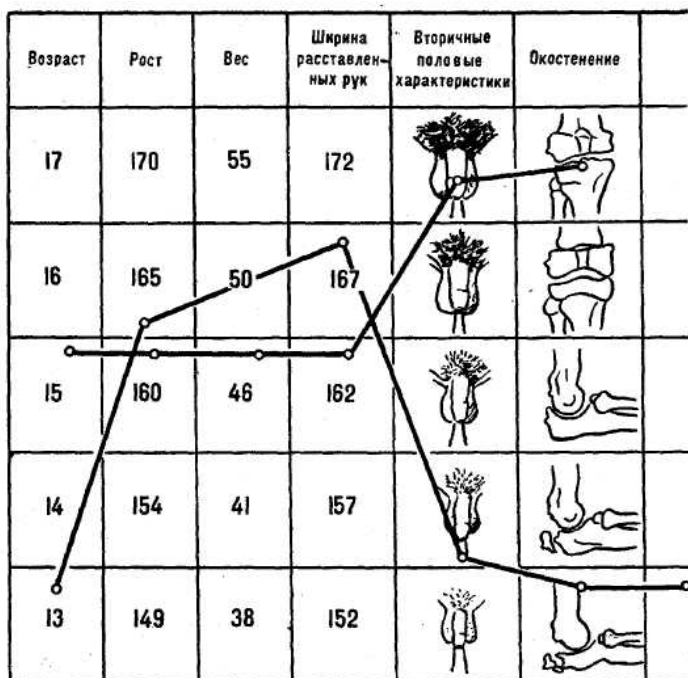 Возраст Рост Вес Ширина расставлен- ных рук Вторичные половые характеристики Окостенение
17 170 55 172
16 165 50 167
15 160 46 162
14 154 41 157
13 149 38 152